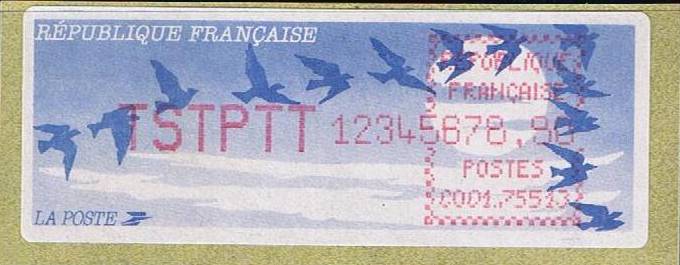 RÉPUBLIQUE FRANÇAISE
RÉPUBLIQUE
FRANÇAISE
TSTPTT 12345678,90
POSTES
C001.75513
LA POSTE